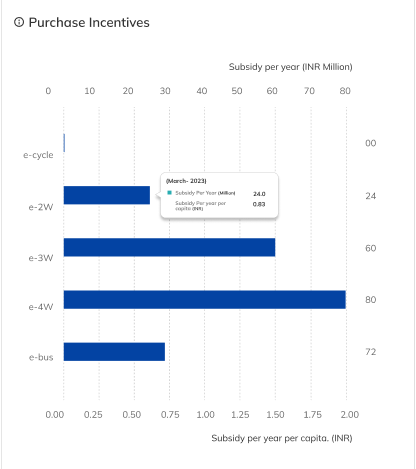 Purchase Incentives
Subsidy per year (INR Million)
0 10 20 30 40 50 60 70 80
e-cycle 00
(March- 2023)
Subsidy Per Year (Million) 24.0
Subsidy Per year per 0.83
capita (INR)
e-2W 24
e-3W 60
e-4W 80
e-bus 72
0.00 0.25 0.50 0.75 1.00 1.25 1.50 1.75 2.00
Subsidy per year per capita. (INR)